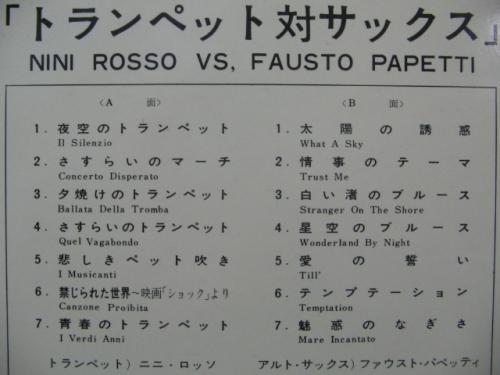 「トランペット対サックス」
NINI ROSSO VS, FAUSTO PAPETTI
〈A 面〉
1. 夜空のトランペット
Il Silenzio
2. さすらいのマーチ
Concerto Disperato
3. 夕焼けのトランペット
Ballata Della Tromba
4. さすらいのトランペット
Quel Vagabondo
5. 悲しきペット吹き
I Musicanti
6. 禁じられた世界〜映画「ショック」より
Canzone Proibita
7. 青春のトランペット
I Verdi Anni
トランペット）ニニ・ロッソ
〈B 面〉
1. 太陽の誘惑
What A Sky
2. 情事のテーマ
Trust Me
3. 白い渚のブルース
Stranger On The Shore
4. 星空のブルース
Wonderland By Night
5. 愛の誓い
Till'
6. テンプテーション
Temptation
7. 魅惑のなぎさ
Mare Incantato
アルト・サックス）ファウスト・パペッティ